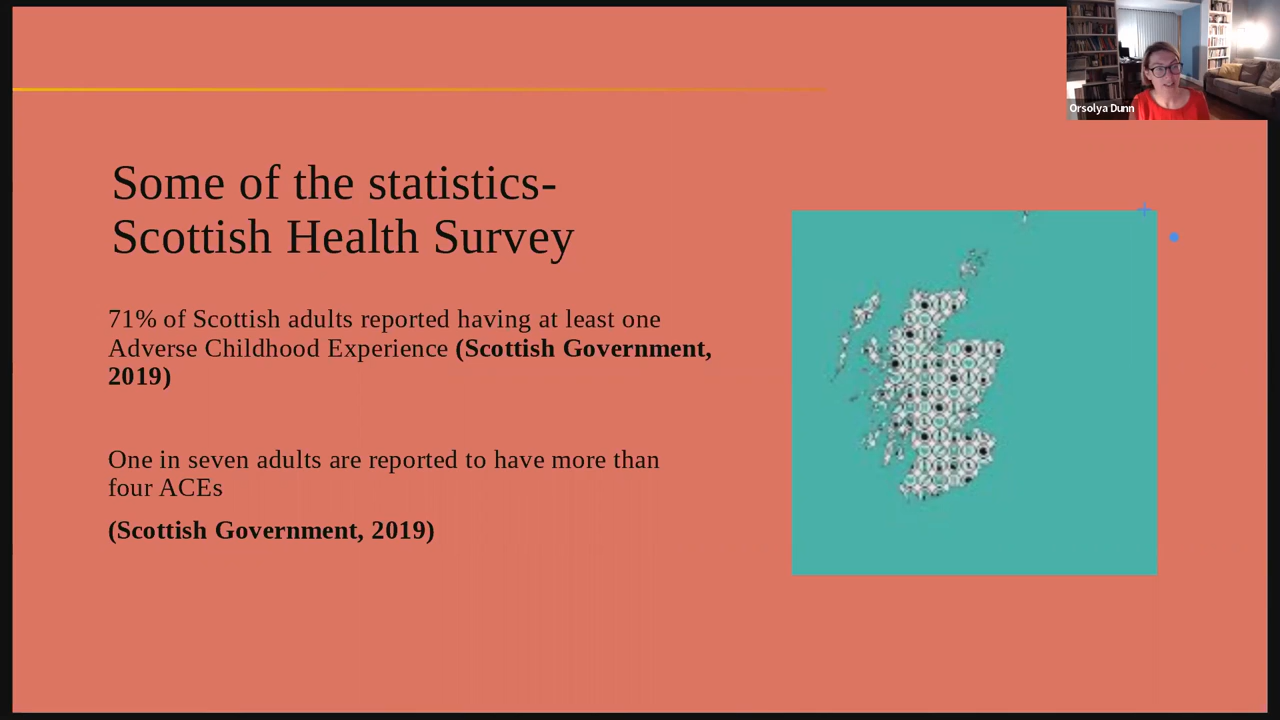 Orsolya Dunn
Some of the statistics-
Scottish Health Survey
71% of Scottish adults reported having at least one
Adverse Childhood Experience (Scottish Government,
2019)
One in seven adults are reported to have more than
four ACEs
(Scottish Government, 2019)